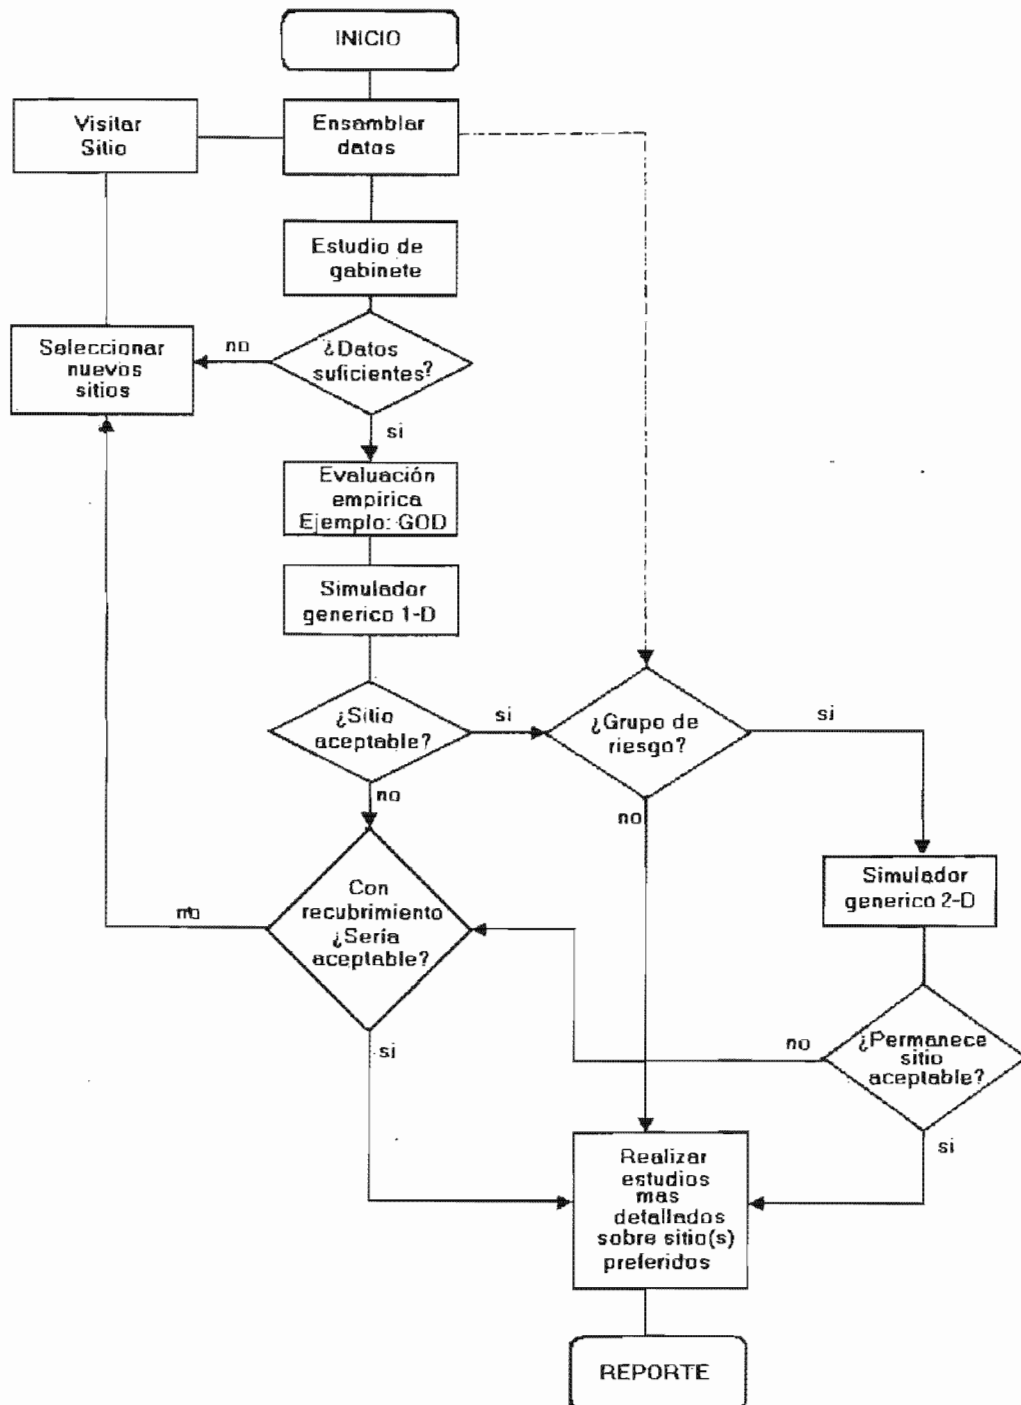 INICIO
Visitar
Sitio
Ensamblar
datos
Estudio de
gabinete
Seleccionar
nuevos
sitios
no
¿Datos
suficientes?
si
Evaluación
empirica
Ejemplo: GOD
Simulador
generico 1-D
¿Sitio
aceptable?
si
¿Grupo de
riesgo?
si
no
no
Simulador
generico 2-D
Con
recubrimiento
¿Sería
aceptable?
no
si
no
¿Permanece
sitio
aceptable?
si
Realizar
estudios
mas
detallados
sobre sitio(s)
preferidos
REPORTE